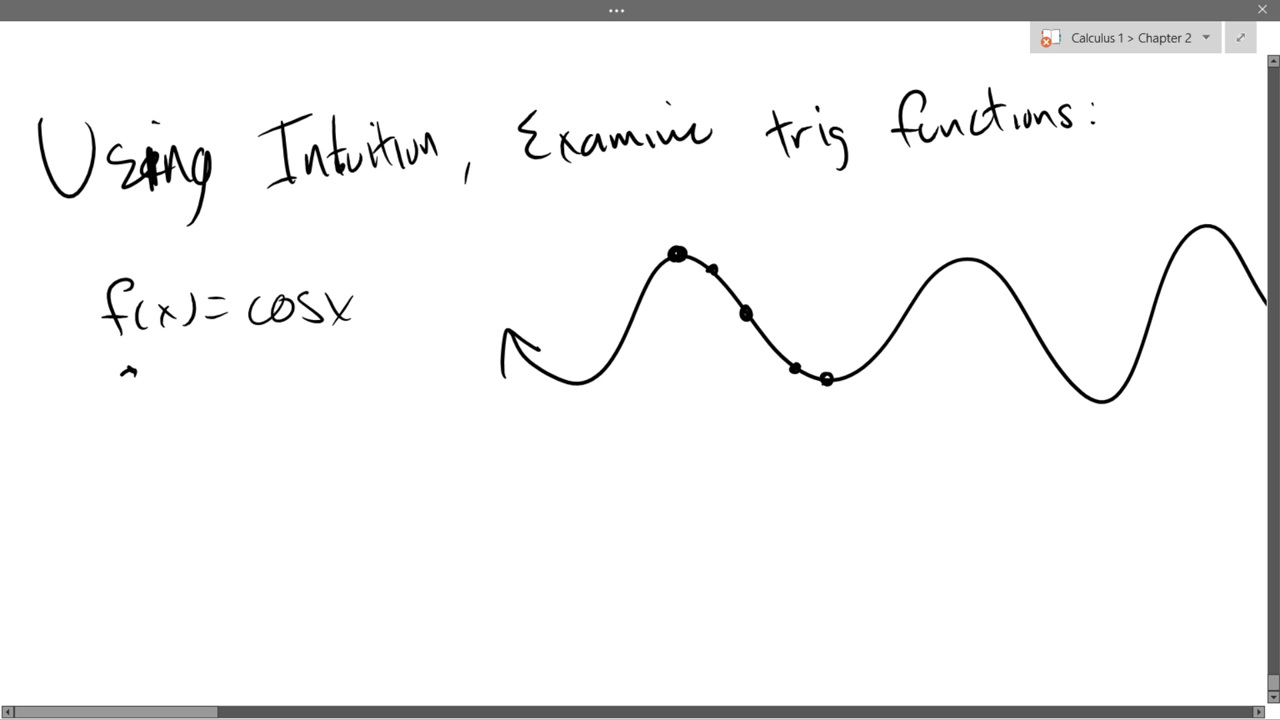 Calculus 1 > Chapter 2
Using Intuition, Examine trig functions:
f(x) = cosx